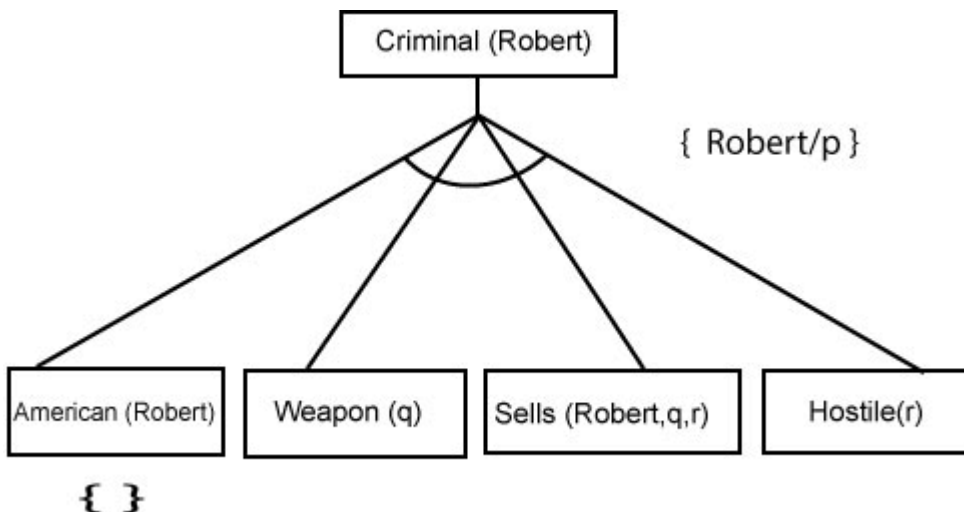 Criminal (Robert)
{ Robert/p }
American (Robert)
Weapon (q)
Sells (Robert,q,r)
Hostile(r)
{ }